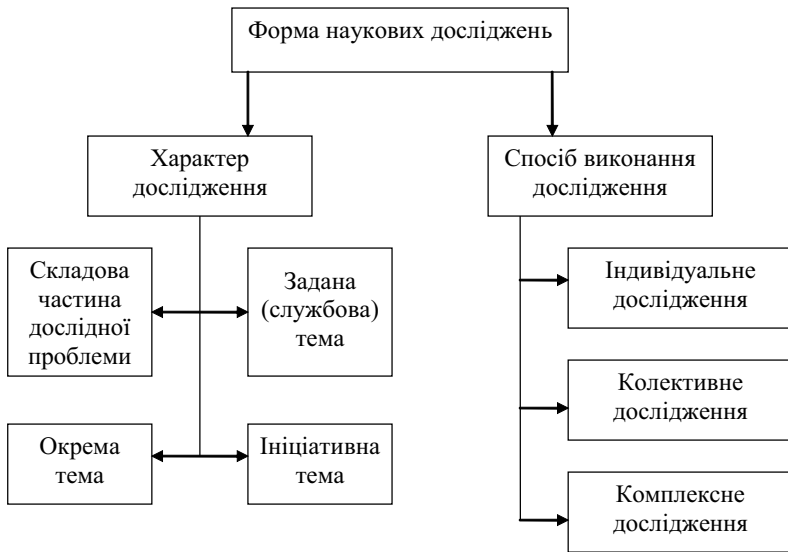 Форма наукових досліджень
Характер
дослідження
Спосіб виконання
дослідження
Складова
частина
дослідної
проблеми
Задана
(службова)
тема
Індивідуальне
дослідження
Колективне
дослідження
Окрема
тема
Ініціативна
тема
Комплексне
дослідження